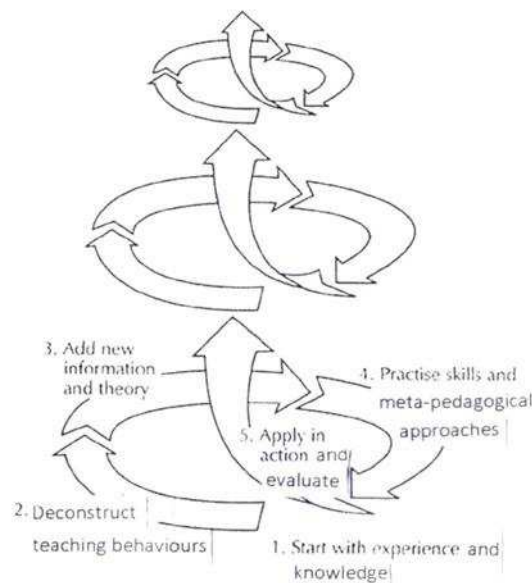 3. Add new
information
and theory
4. Practise skills and
meta-pedagogical
approaches
5. Apply in
action and
evaluate
2. Deconstruct
teaching behaviours
1. Start with experience and
knowledge